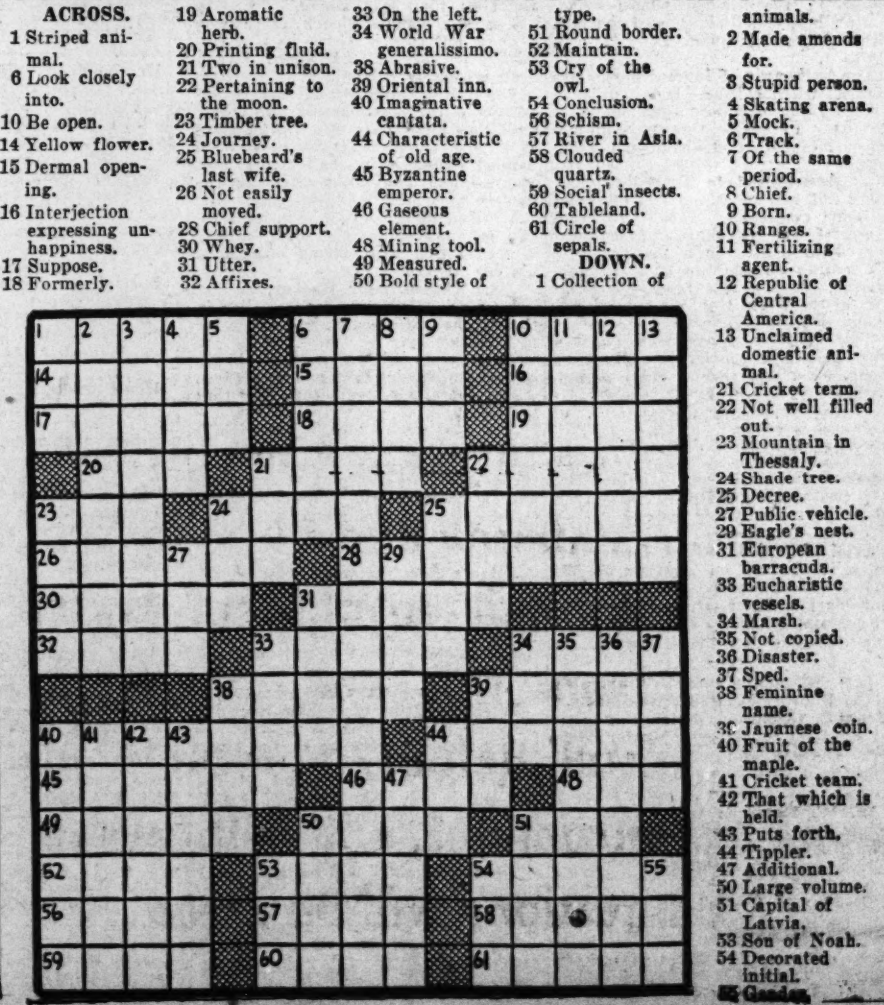 ACROSS.
1 Striped ani-
mal.
6 Look closely
into.
10 Be open.
14 Yellow flower.
15 Dermal open-
ing.
16 Interjection
expressing un-
happiness.
17 Suppose.
18 Formerly.
19 Aromatic
herb.
20 Printing fluid.
21 Two in unison.
22 Pertaining to
the moon.
23 Timber tree.
24 Journey.
25 Bluebeard's
last wife.
26 Not easily
moved.
28 Chief support.
30 Whey.
31 Utter.
32 Affixes.
33 On the left.
34 World War
generalissimo.
38 Abrasive.
39 Oriental inn.
40 Imaginative
cantata.
44 Characteristic
of old age.
45 Byzantine
emperor.
46 Gaseous
element.
48 Mining tool.
49 Measured.
50 Bold style of
type.
51 Round border.
52 Maintain.
53 Cry of the
owl.
54 Conclusion.
56 Schism.
57 River in Asia.
58 Clouded
quartz.
59 Social insects.
60 Tableland.
61 Circle of
sepals.
DOWN.
1 Collection of
animals.
2 Made amends
for.
3 Stupid person.
4 Skating arena.
5 Mock.
6 Track.
7 Of the same
period.
8 Chief.
9 Born.
10 Ranges.
11 Fertilizing
agent.
12 Republic of
Central
America.
13 Unclaimed
domestic ani-
mal.
21 Cricket term.
22 Not well filled
out.
23 Mountain in
Thessaly.
24 Shade tree.
25 Decree.
27 Public vehicle.
29 Eagle's nest.
31 European
barracuda.
33 Eucharistic
vessels.
34 Marsh.
35 Not copied.
36 Disaster.
37 Sped.
38 Feminine
name.
39 Japanese coin.
40 Fruit of the
maple.
41 Cricket team.
42 That which is
held.
43 Puts forth.
44 Tippler.
47 Additional.
50 Large volume.
51 Capital of
Latvia.
53 Son of Noah.
54 Decorated
initial.
55 Gender.
1 2 3 4 5 6 7 8 9 10 11 12 13
14 15 16
17 18 19
20 21 22
23 24 25
26 27 28 29
30 31
32 33 34 35 36 37
38 39
40 41 42 43 44
45 46 47 48
49 50 51
52 53 54 55
56 57 58
59 60 61